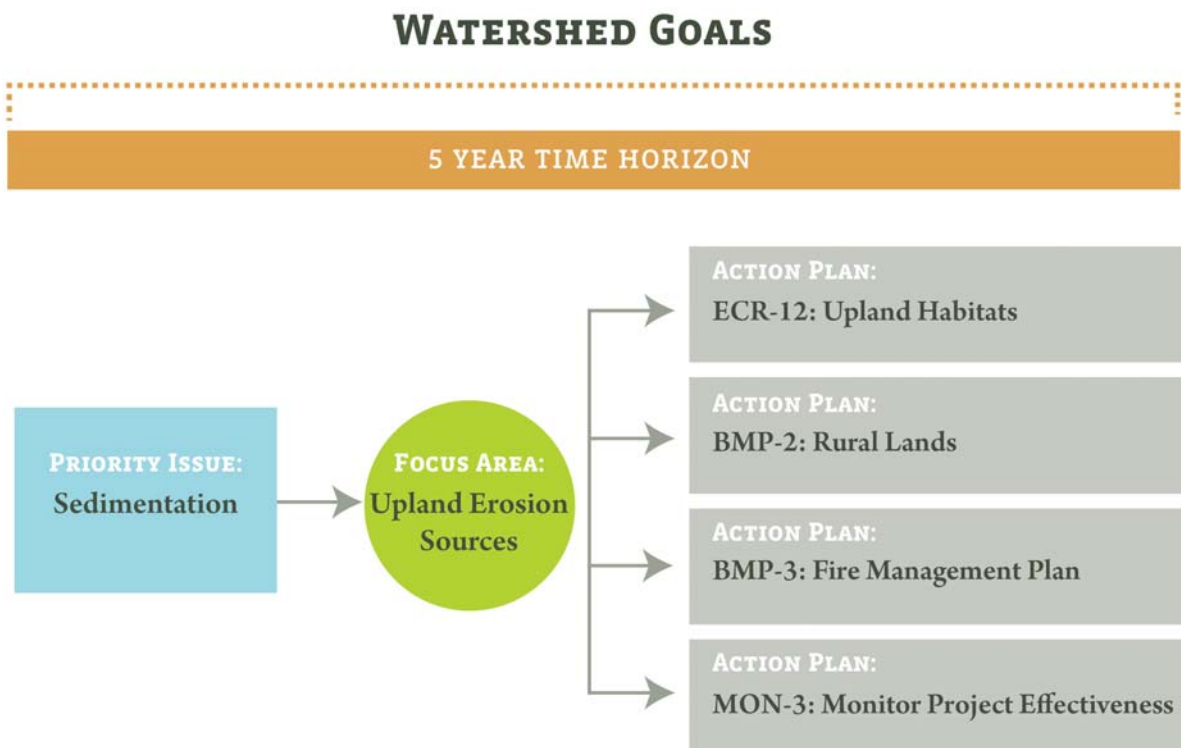 WATERSHED GOALS
5 YEAR TIME HORIZON
PRIORITY ISSUE:
Sedimentation
FOCUS AREA:
Upland Erosion
Sources
ACTION PLAN:
ECR-12: Upland Habitats
ACTION PLAN:
BMP-2: Rural Lands
ACTION PLAN:
BMP-3: Fire Management Plan
ACTION PLAN:
MON-3: Monitor Project Effectiveness